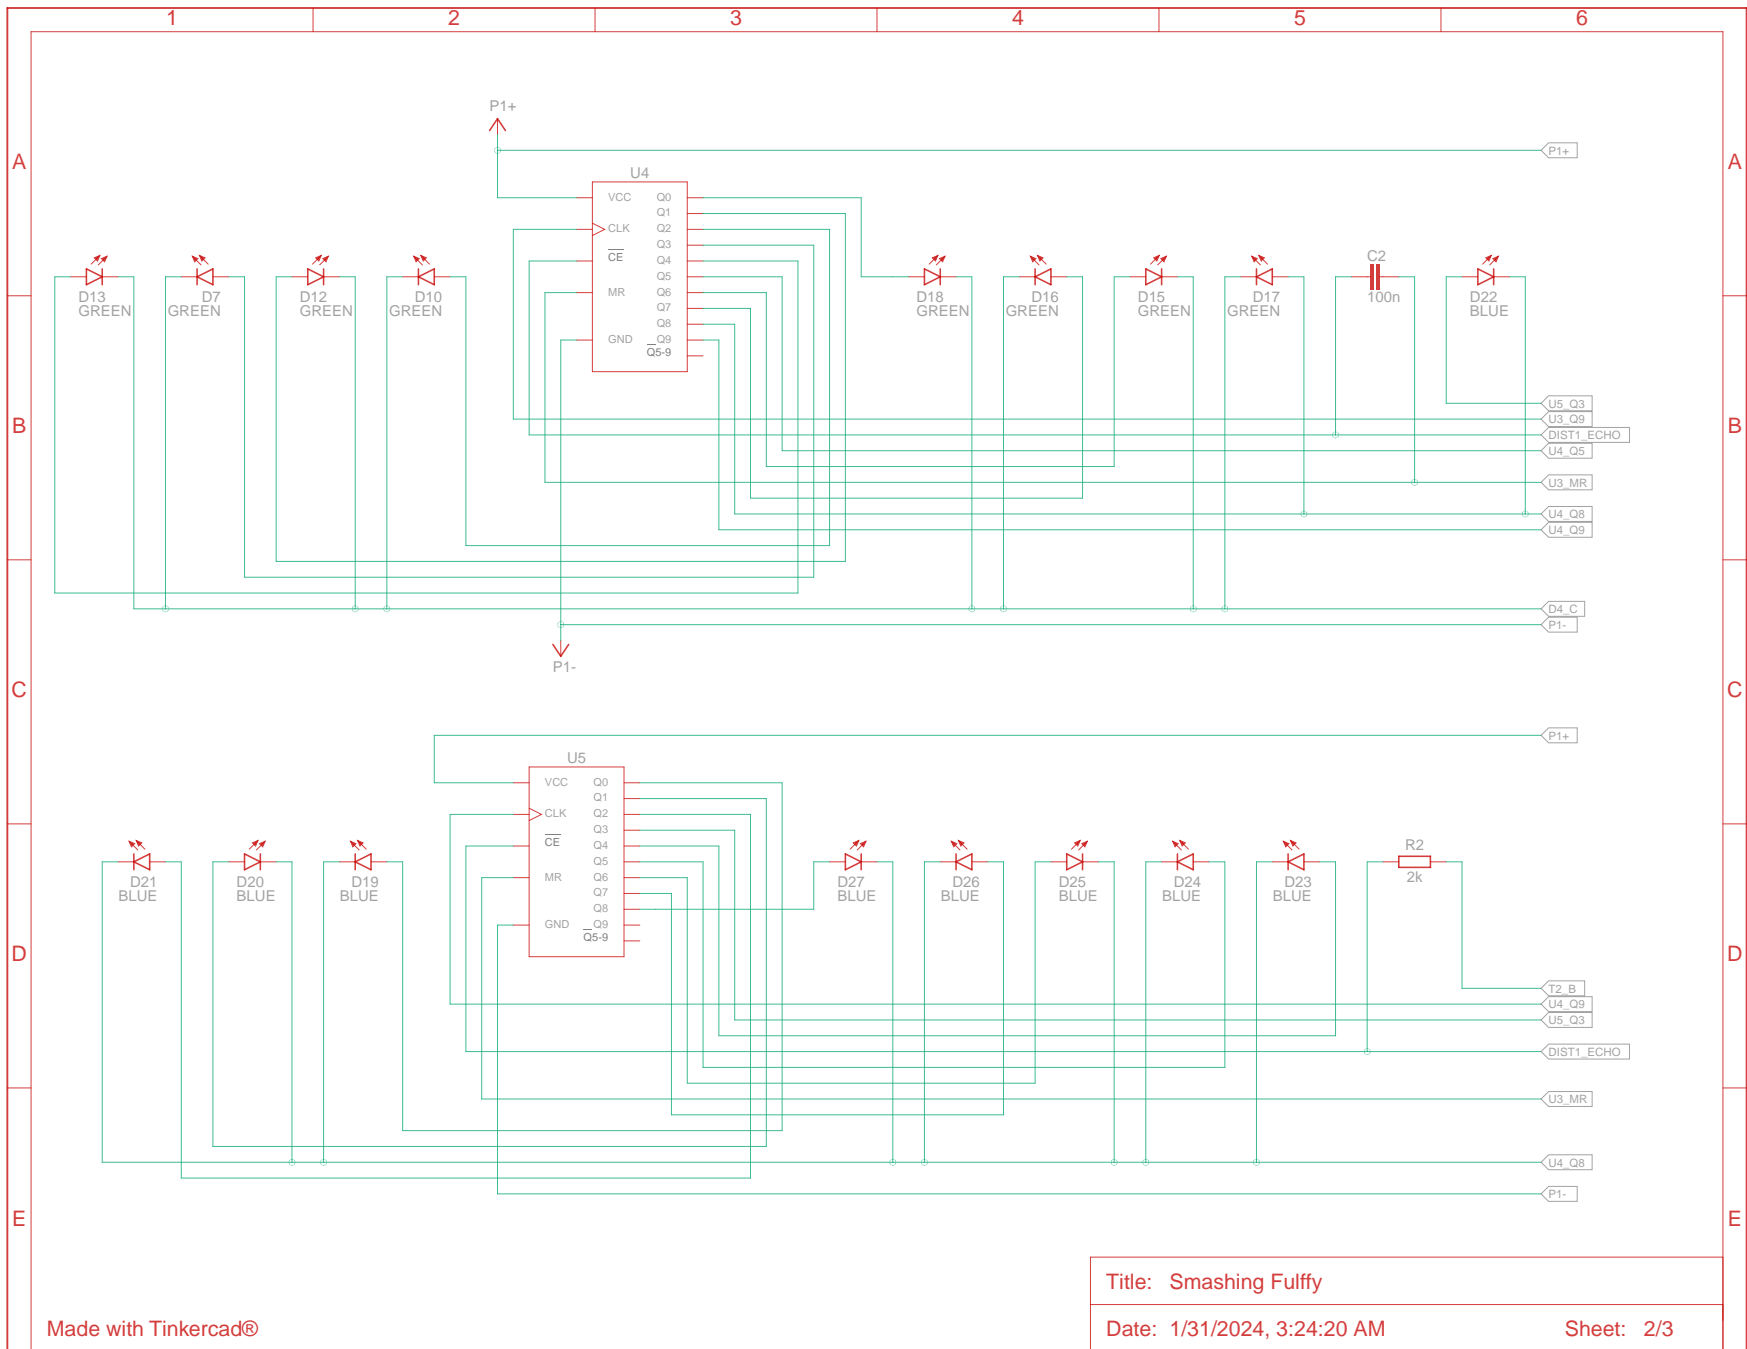 1 2 3 4 5 6
P1+
A A
P1+
U4
VCC Q0
Q1
CLK Q2
Q3
CE Q4
Q5
MR Q6
Q7
Q8
GND Q9
Q5-9
C2
D13 D7 D12 D10 D18 D16 D15 D17 100n D22
GREEN GREEN GREEN GREEN GREEN GREEN GREEN GREEN BLUE
U5_Q3
U3_Q9
B B
DIST1_ECHO
U4_Q5
U3_MR
U4_Q8
U4_Q9
D4_C
P1-
P1-
C C
P1+
U5
VCC Q0
Q1
CLK Q2
Q3
CE Q4
Q5
MR Q6
Q7
Q8
GND Q9
Q5-9
R2
D21 D20 D19 D27 D26 D25 D24 D23 2k
BLUE BLUE BLUE BLUE BLUE BLUE BLUE BLUE
D D
T2_B
U4_Q9
U5_Q3
DIST1_ECHO
U3_MR
U4_Q8
P1-
E E
Title: Smashing Fulffy
Made with Tinkercad®
Date: 1/31/2024, 3:24:20 AM Sheet: 2/3